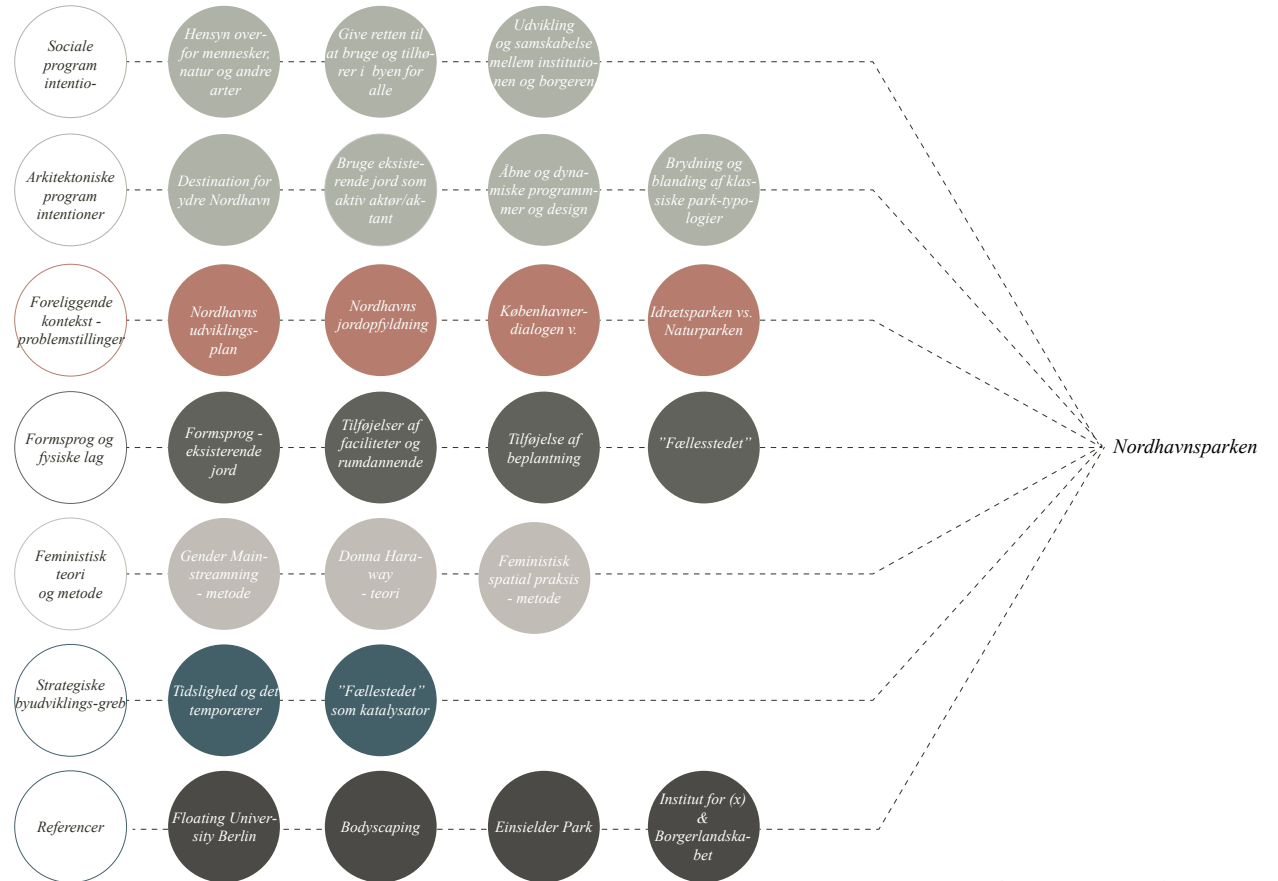 Sociale
program
intentio-
Hensyn over-
for mennesker,
natur og andre
arter
Give retten til
at bruge og tilhø-
rer i  byen for
alle
Udvikling
og samskabelse
mellem institutio-
nen og borgeren
Arkitektoniske
program
intentioner
Destination for
ydre Nordhavn
Bruge eksiste-
rende jord som
aktiv aktør/ak-
tant
Åbne og dyna-
miske programm-
mer og design
Brydning og
blanding af klas-
siske park-typo-
logier
Foreliggende
kontekst -
problemstillinger
Nordhavns
udviklings-
plan
Nordhavns
jordopfyldning
Københavner-
dialogen v.
Idrætsparken vs.
Naturparken
Formsprog og
fysiske lag
Formsprog -
eksisterende
jord
Tilføjelser af
faciliteter og
rumdannende
Tilføjelse af
beplantning
”Fællesstedet”
Nordhavnsparken
Feministisk
teori
og metode
Gender Main-
streamning
- metode
Donna Hara-
way
- teori
Feministisk
spatial praksis
- metode
Strategiske
byudviklings-greb
Tidslighed og det
temporærer
”Fællestedet”
som katalysator
Referencer
Floating Univer-
sity Berlin
Bodyscaping
Einsielder Park
Institut for (x)
&
Borgerlandska-
bet